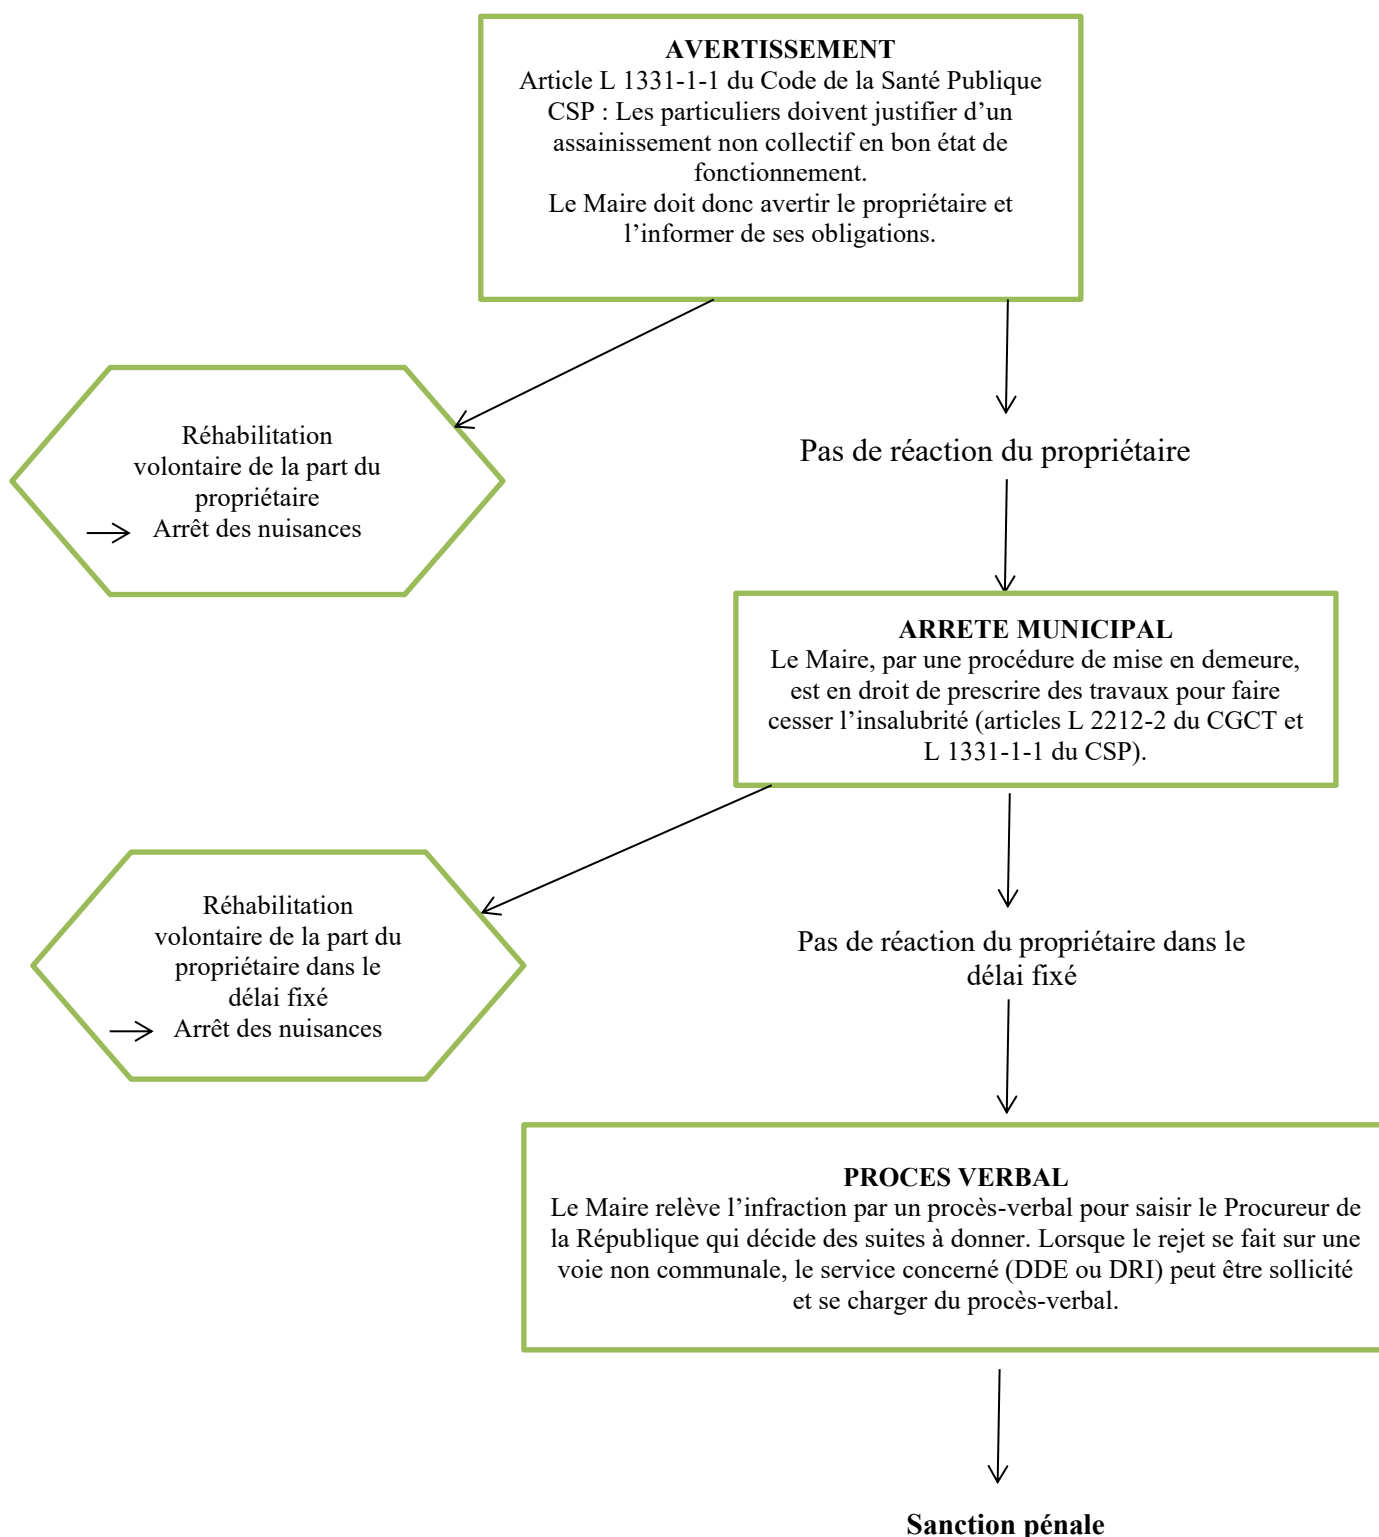 AVERTISSEMENT
Article L 1331-1-1 du Code de la Santé Publique
CSP : Les particuliers doivent justifier d’un
assainissement non collectif en bon état de
fonctionnement.
Le Maire doit donc avertir le propriétaire et
l’informer de ses obligations.
Réhabilitation
volontaire de la part du
propriétaire
Arrêt des nuisances
Pas de réaction du propriétaire
ARRETE MUNICIPAL
Le Maire, par une procédure de mise en demeure,
est en droit de prescrire des travaux pour faire
cesser l’insalubrité (articles L 2212-2 du CGCT et
L 1331-1-1 du CSP).
Réhabilitation
volontaire de la part du
propriétaire dans le
délai fixé
Arrêt des nuisances
Pas de réaction du propriétaire dans le
délai fixé
PROCES VERBAL
Le Maire relève l’infraction par un procès-verbal pour saisir le Procureur de
la République qui décide des suites à donner. Lorsque le rejet se fait sur une
voie non communale, le service concerné (DDE ou DRI) peut être sollicité
et se charger du procès-verbal.
Sanction pénale